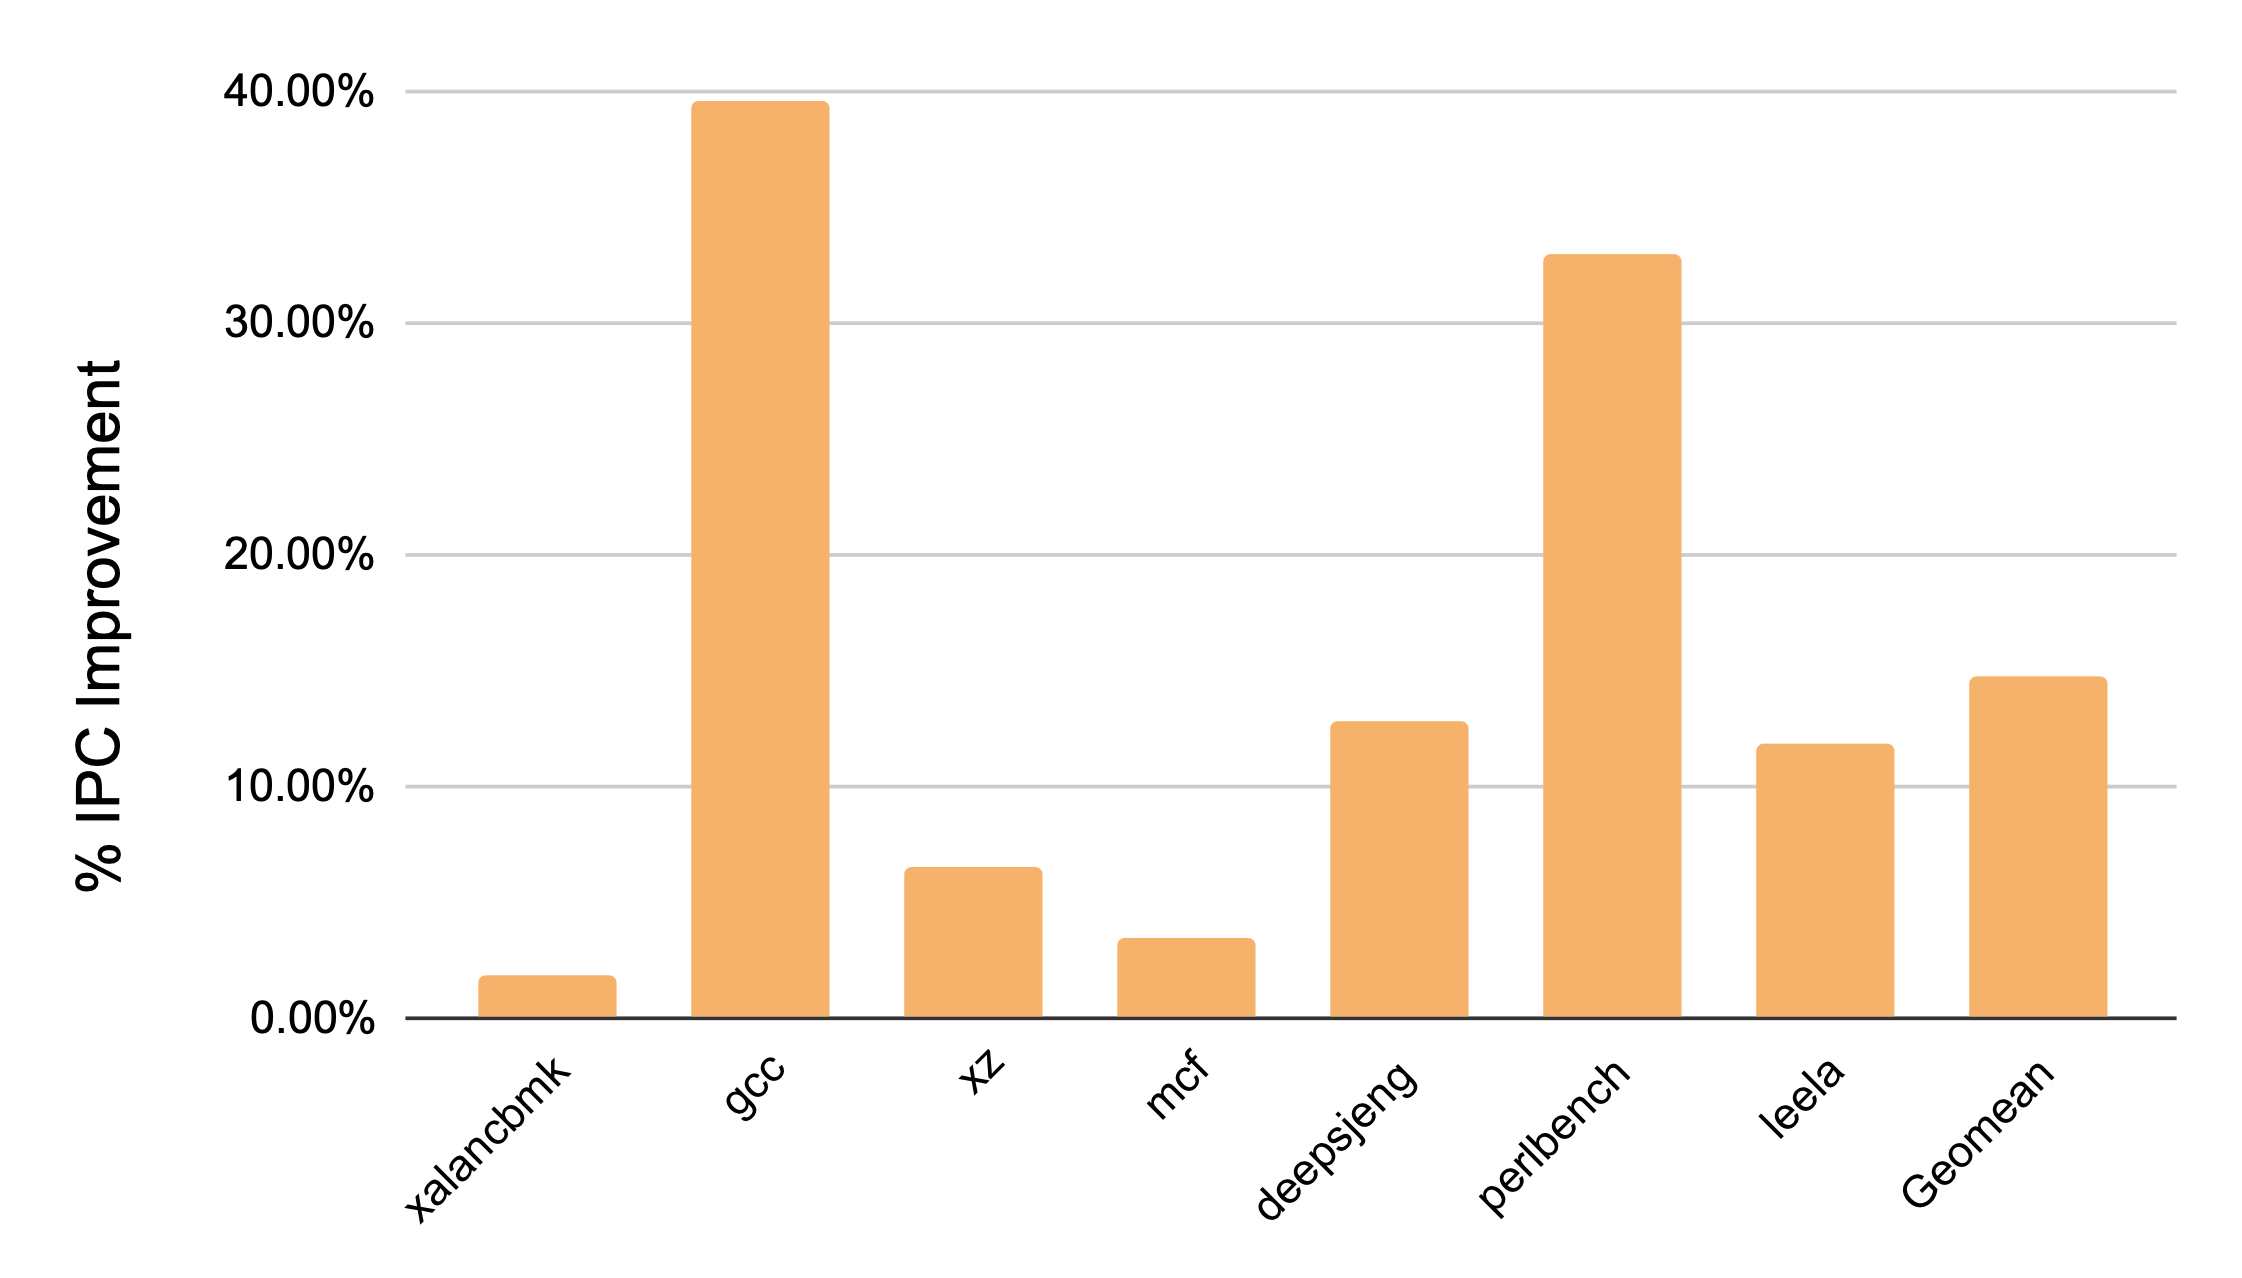 % IPC Improvement
40.00%
30.00%
20.00%
10.00%
0.00%
xalancbmk
gcc
xz
mcf
deepsjeng
perlbench
leela
Geomean